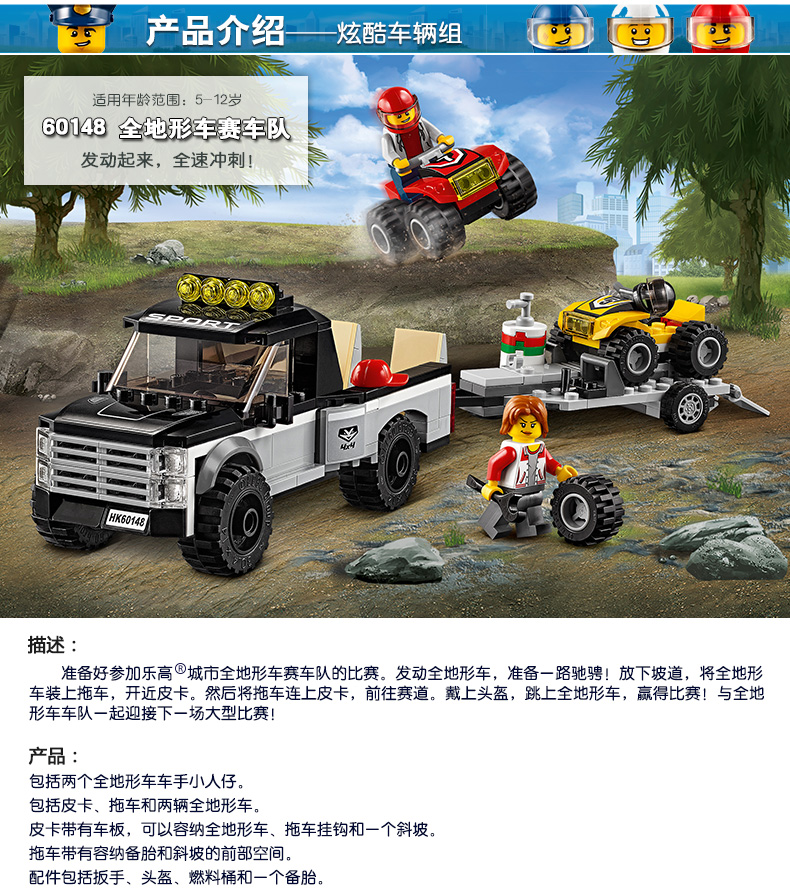 产品介绍——炫酷车辆组
适用年龄范围：5-12岁
60148 全地形车赛车队
发动起来，全速冲刺！
SPORT
4x4
HK60148
描述：
准备好参加乐高®城市全地形车赛车队的比赛。发动全地形车，准备一路驰骋！放下坡道，将全地形
车装上拖车，开近皮卡。然后将拖车连上皮卡，前往赛道。戴上头盔，跳上全地形车，赢得比赛！与全地
形车车队一起迎接下一场大型比赛！
产品：
包括两个全地形车车手小人仔。
包括皮卡、拖车和两辆全地形车。
皮卡带有车板，可以容纳全地形车、拖车挂钩和一个斜坡。
拖车带有容纳备胎和斜坡的前部空间。
配件包括扳手、头盔、燃料桶和一个备胎。